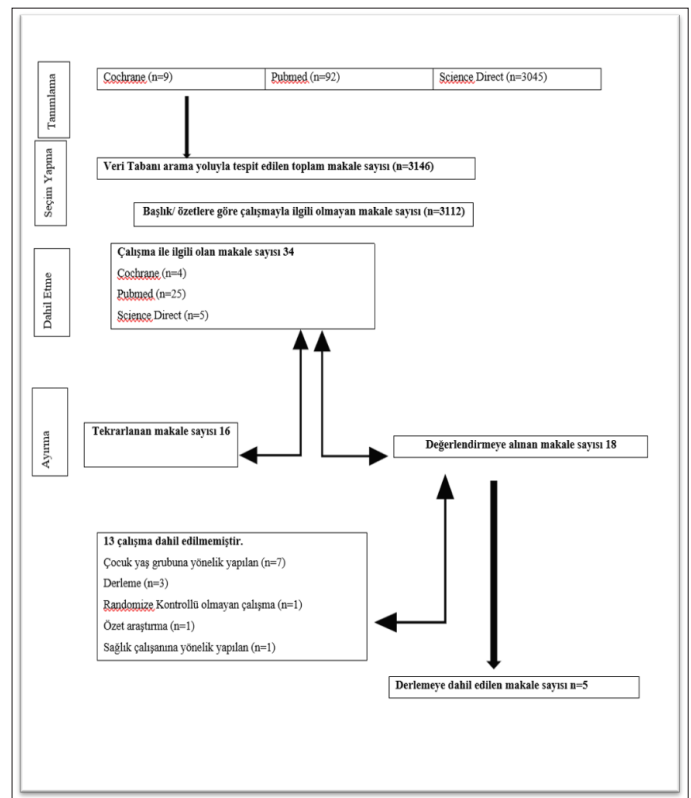 Tanımlama
Cochrane (n=9)
Pubmed (n=92)
Science Direct (n=3045)
Seçim Yapma
Veri Tabanı arama yoluyla tespit edilen toplam makale sayısı (n=3146)
Başlık/ özetlere göre çalışmayla ilgili olmayan makale sayısı (n=3112)
Dahil Etme
Çalışma ile ilgili olan makale sayısı 34
Cochrane (n=4)
Pubmed (n=25)
Science Direct (n=5)
Ayırma
Tekrarlanan makale sayısı 16
Değerlendirmeye alınan makale sayısı 18
13 çalışma dahil edilmemiştir.
Çocuk yaş grubuna yönelik yapılan (n=7)
Derleme (n=3)
Randomize Kontrollü olmayan çalışma (n=1)
Özet araştırma (n=1)
Sağlık çalışanına yönelik yapılan (n=1)
Derlemeye dahil edilen makale sayısı n=5